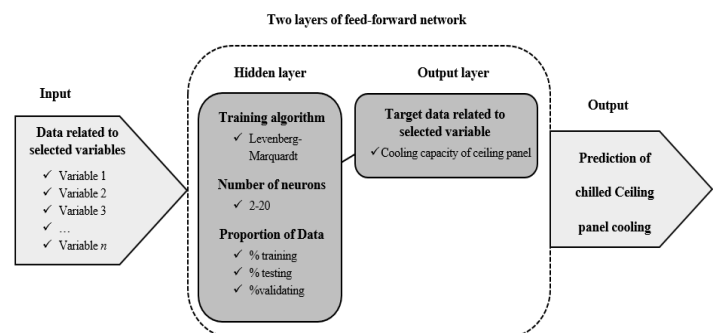 Two layers of feed-forward network
Input
Data related to
selected variables
✓ Variable 1
✓ Variable 2
✓ Variable 3
✓ …
✓ Variable n
Hidden layer
Training algorithm
✓ Levenberg-
Marquardt
Number of neurons
✓ 2-20
Proportion of Data
✓ % training
✓ % testing
✓ %validating
Output layer
Target data related to
selected variable
✓Cooling capacity of ceiling panel
Output
Prediction of
chilled Ceiling
panel cooling